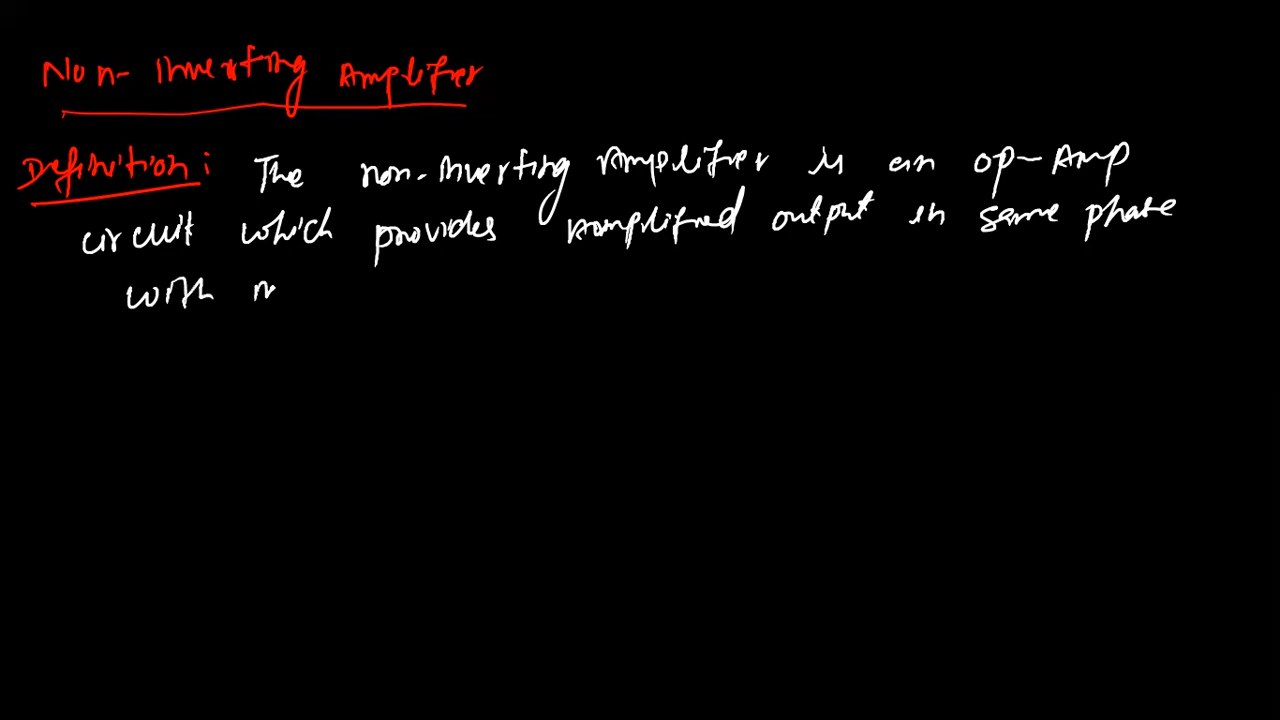 Non-Inverting Amplifier
Definition: The non-inverting Amplifier is an op-Amp
circuit which provides Amplified output in same phase
with